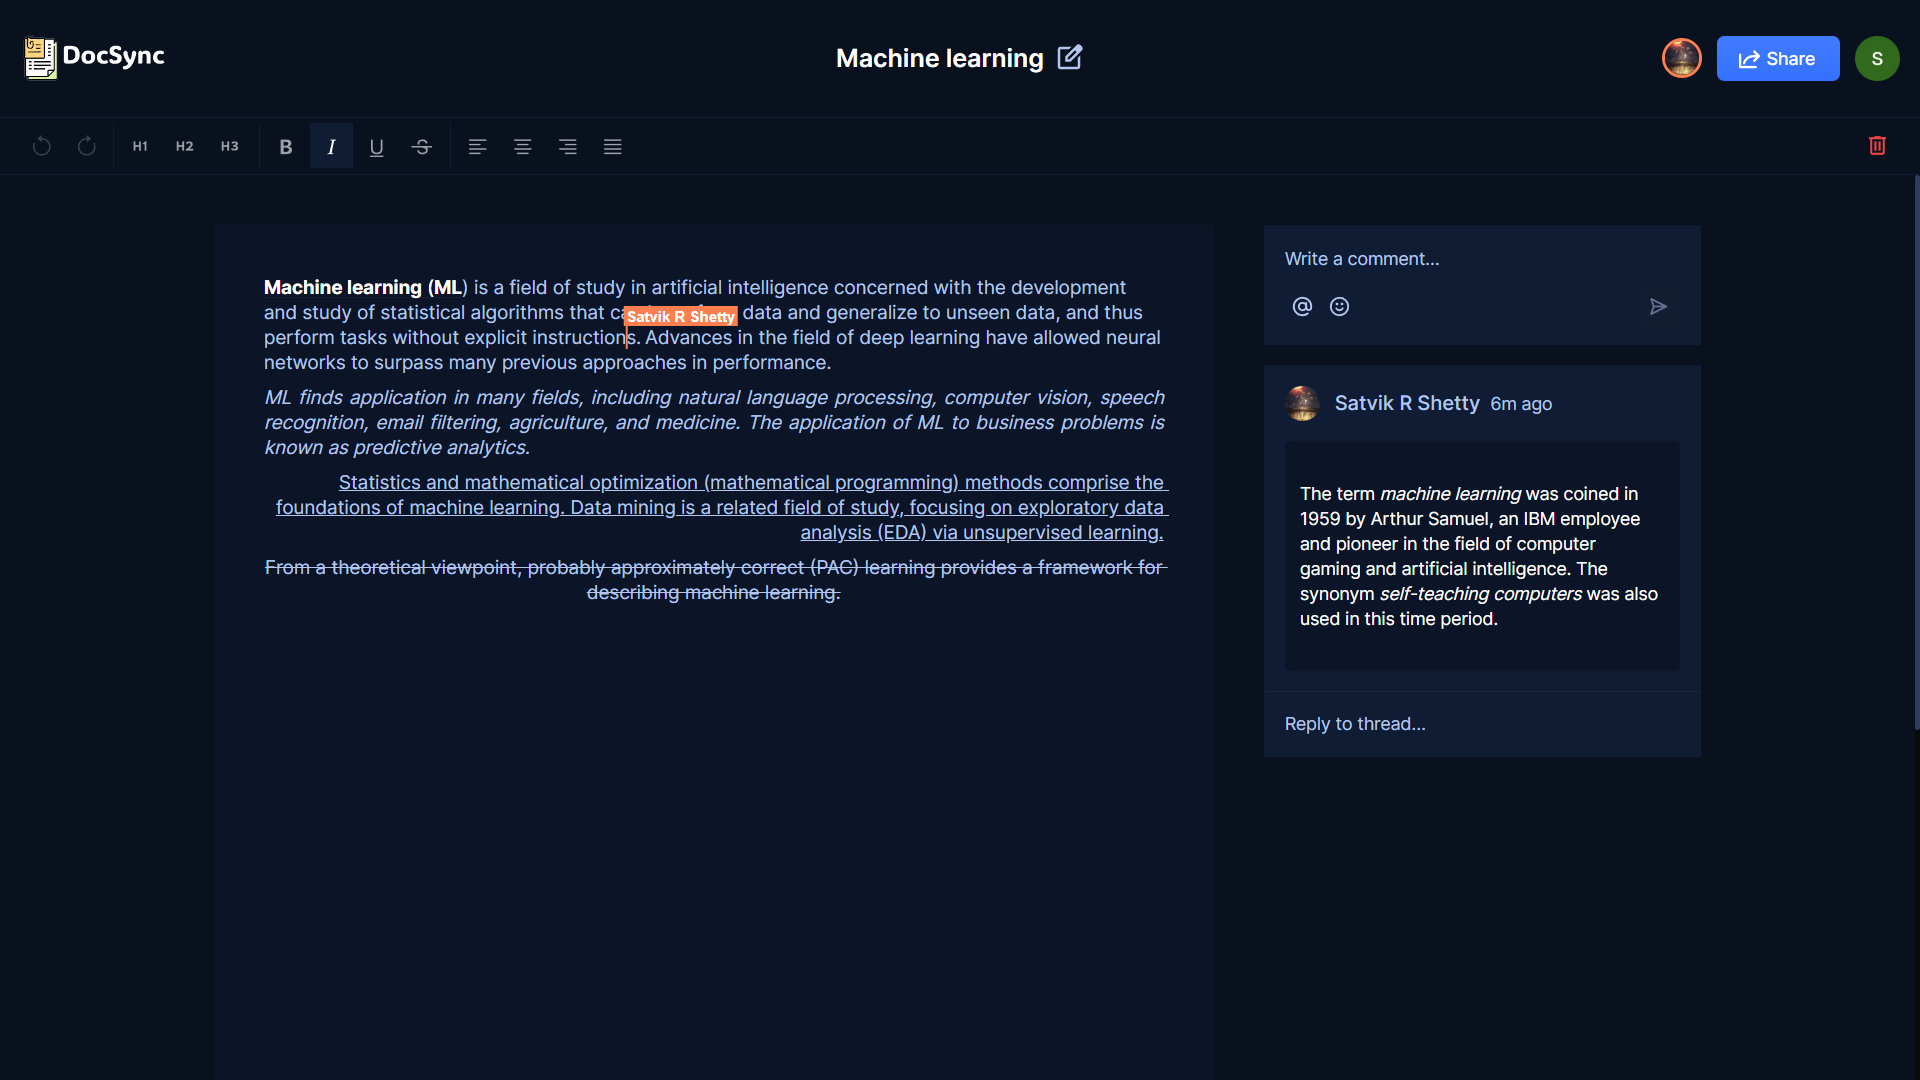 DocSync
Machine learning
Share
S
H1 H2 H3 B I U S
Machine learning (ML) is a field of study in artificial intelligence concerned with the development
and study of statistical algorithms that data and generalize to unseen data, and thus
Satvik R Shetty
perform tasks without explicit instructions. Advances in the field of deep learning have allowed neural
networks to surpass many previous approaches in performance.
ML finds application in many fields, including natural language processing, computer vision, speech
recognition, email filtering, agriculture, and medicine. The application of ML to business problems is
known as predictive analytics.
Statistics and mathematical optimization (mathematical programming) methods comprise the
foundations of machine learning. Data mining is a related field of study, focusing on exploratory data
analysis (EDA) via unsupervised learning.
From a theoretical viewpoint, probably approximately correct (PAC) learning provides a framework for
describing machine learning.
Write a comment...
Satvik R Shetty 6m ago
The term machine learning was coined in
1959 by Arthur Samuel, an IBM employee
and pioneer in the field of computer
gaming and artificial intelligence. The
synonym self-teaching computers was also
used in this time period.
Reply to thread...